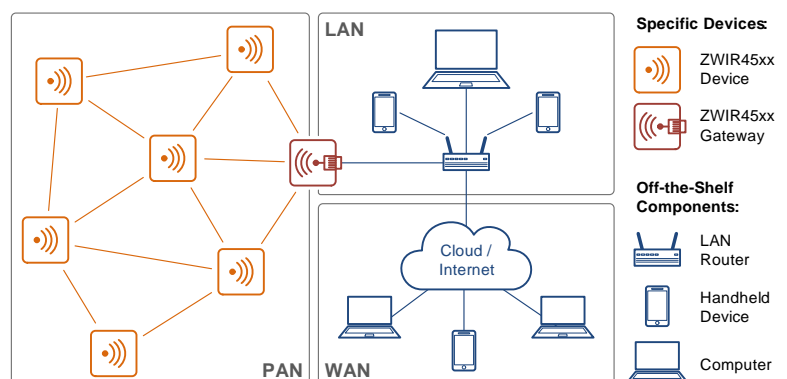 LAN
Cloud /
Internet
PAN
WAN
Specific Devices:
ZWIR45xx
Device
ZWIR45xx
Gateway
Off-the-Shelf
Components:
LAN
Router
Handheld
Device
Computer